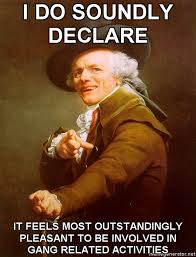 I DO SOUNDLY
DECLARE
IT FEELS MOST OUTSTANDINGLY
PLEASANT TO BE INVOLVED IN
GANG RELATED ACTIVITIES